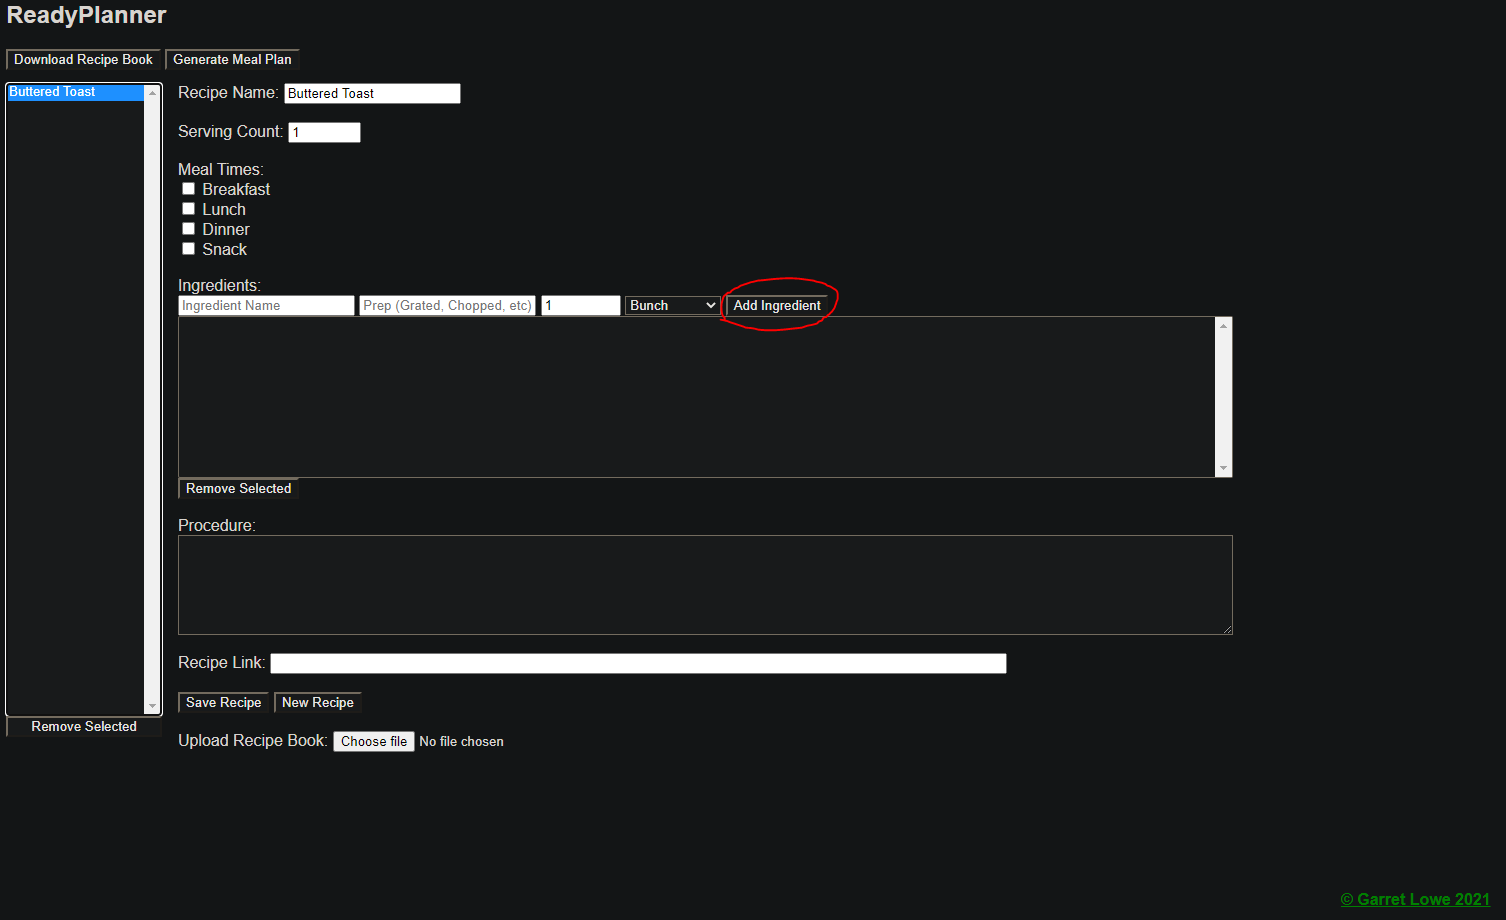 ReadyPlanner
Download Recipe Book Generate Meal Plan
Buttered Toast
Remove Selected
Recipe Name: Buttered Toast
Serving Count: 1
Meal Times:
Breakfast
Lunch
Dinner
Snack
Ingredients:
Ingredient Name Prep (Grated, Chopped, etc) 1 Bunch Add Ingredient
Remove Selected
Procedure:
Recipe Link:
Save Recipe New Recipe
Upload Recipe Book: Choose file No file chosen
© Garret Lowe 2021